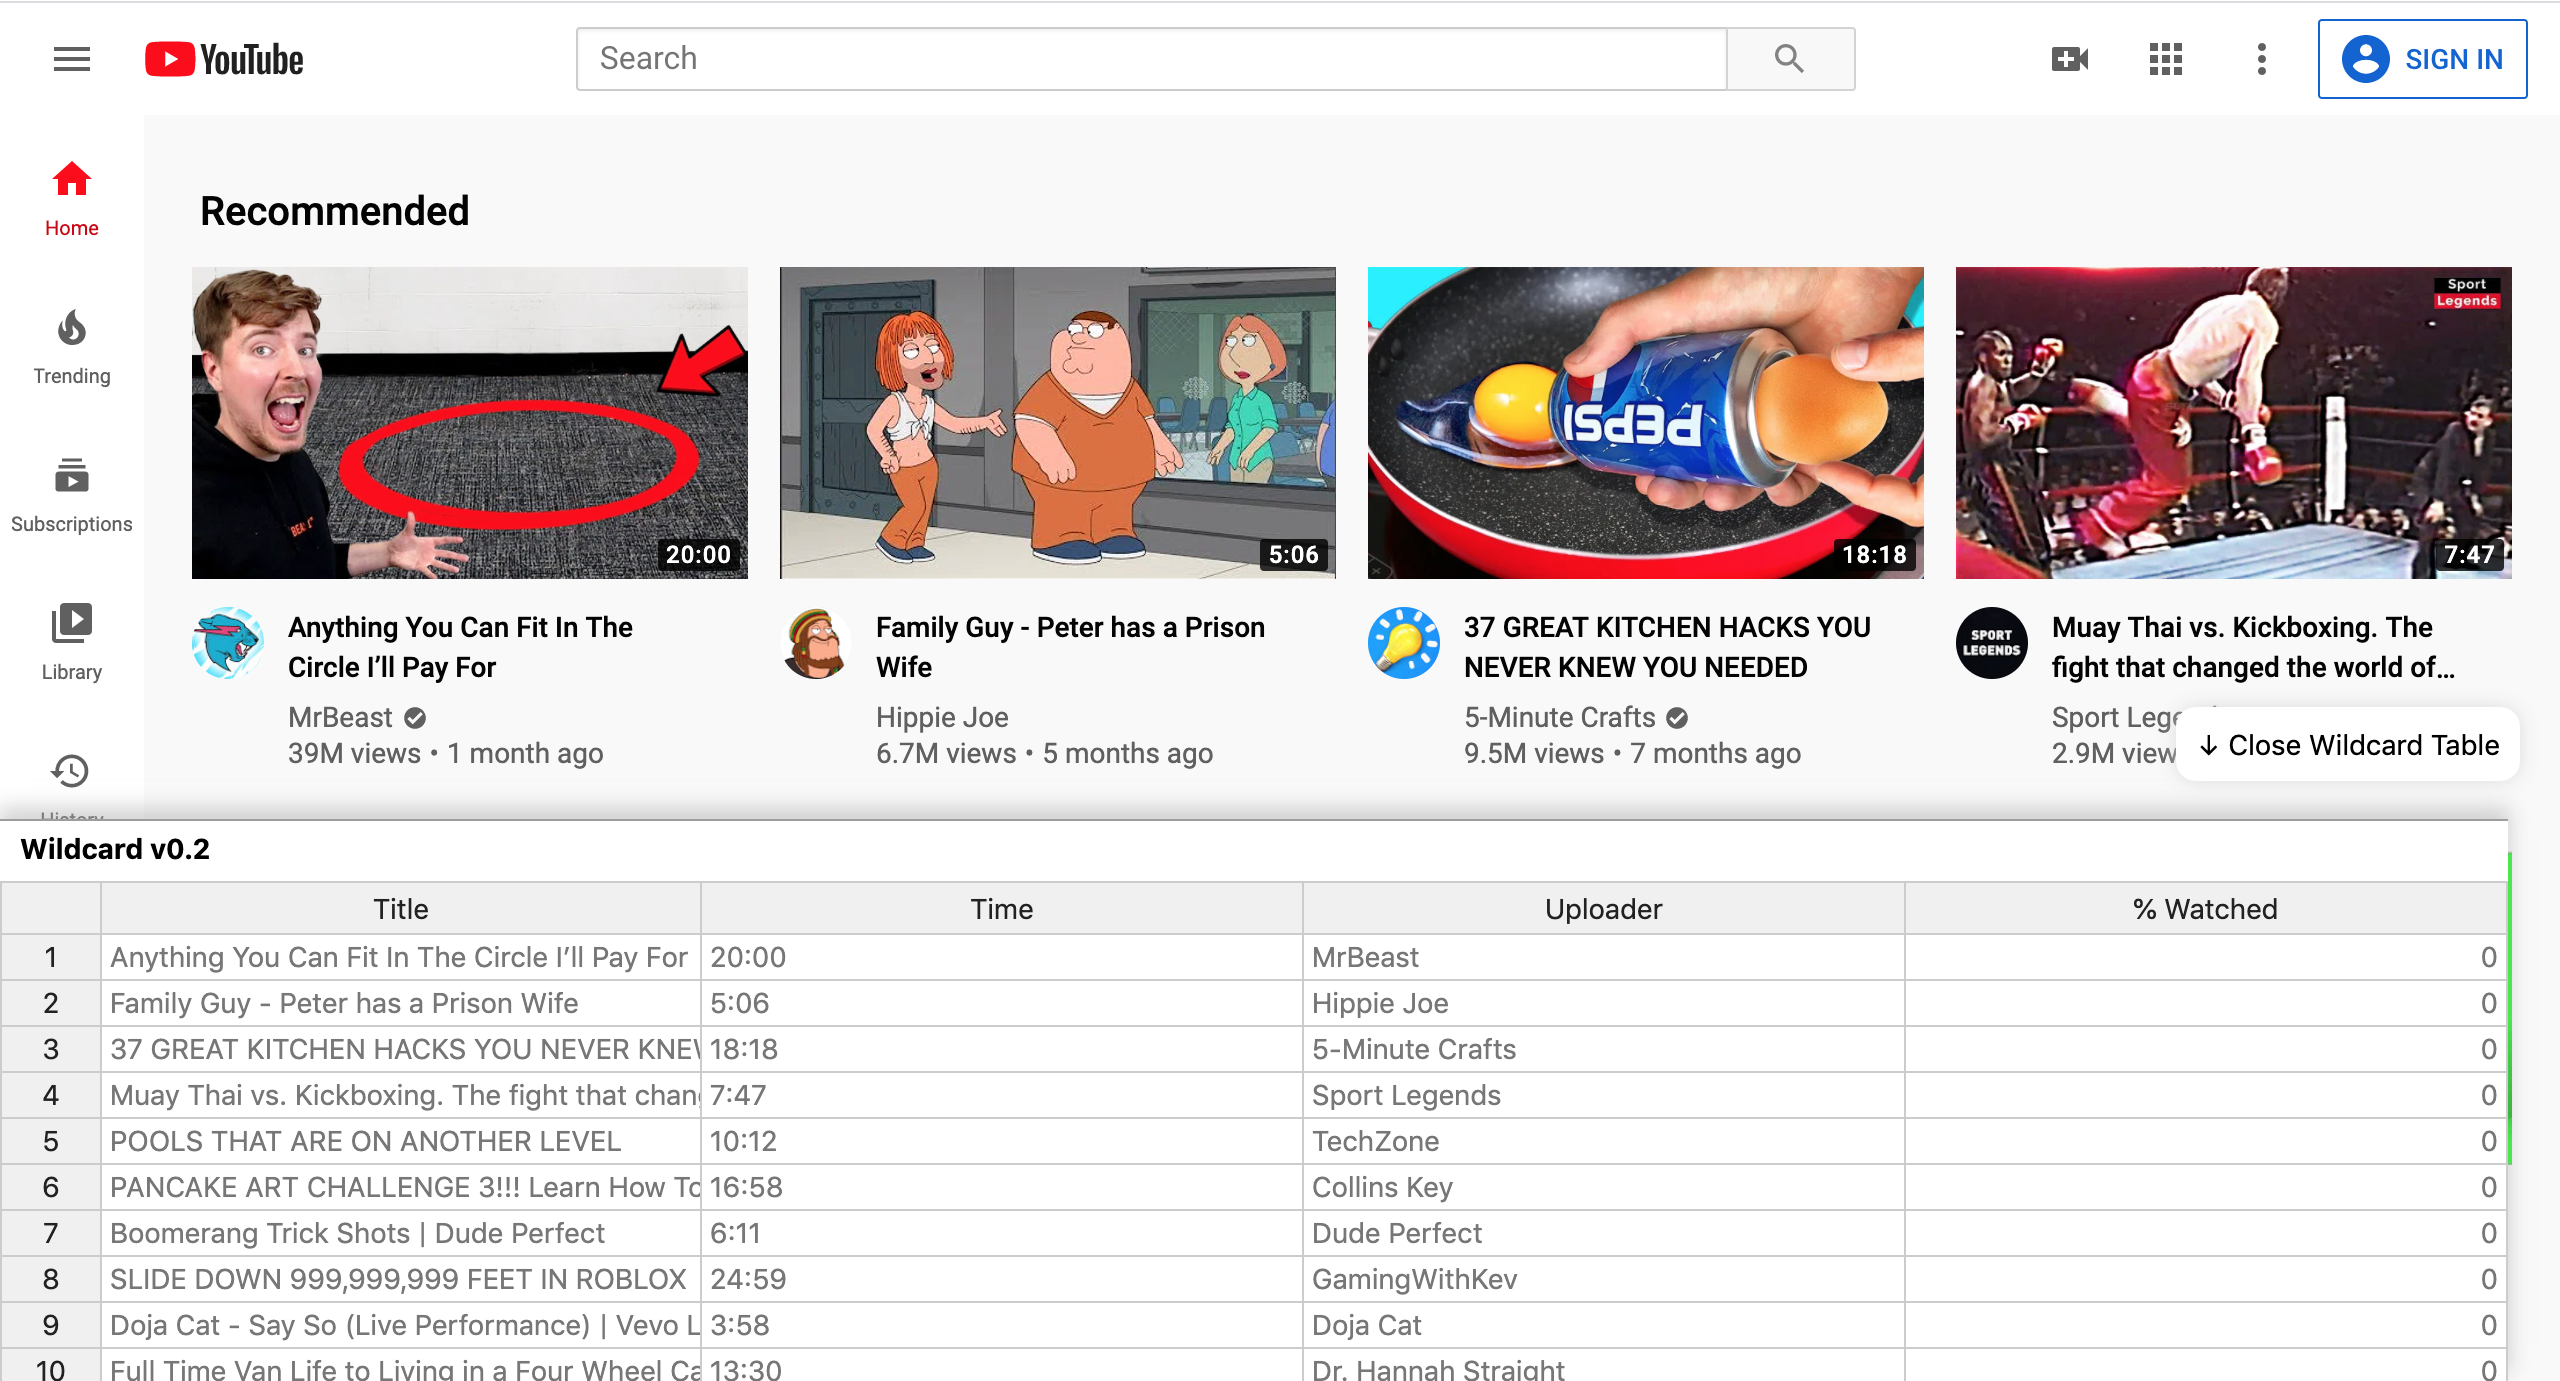 YouTube
Search
SIGN IN
Home
Trending
Subscriptions
Library
History
Recommended
20:00
Anything You Can Fit In The
Circle I’ll Pay For
MrBeast
39M views • 1 month ago
5:06
Family Guy - Peter has a Prison
Wife
Hippie Joe
6.7M views • 5 months ago
PEPSI
18:18
37 GREAT KITCHEN HACKS YOU
NEVER KNEW YOU NEEDED
5-Minute Crafts
9.5M views • 7 months ago
Sport
Legends
7:47
SPORT
LEGENDS
Muay Thai vs. Kickboxing. The
fight that changed the world of...
Sport Lege
2.9M view
↓ Close Wildcard Table
Wildcard v0.2
Title Time Uploader % Watched
1 Anything You Can Fit In The Circle I’ll Pay For 20:00 MrBeast 0
2 Family Guy - Peter has a Prison Wife 5:06 Hippie Joe 0
3 37 GREAT KITCHEN HACKS YOU NEVER KNEW 18:18 5-Minute Crafts 0
4 Muay Thai vs. Kickboxing. The fight that chang 7:47 Sport Legends 0
5 POOLS THAT ARE ON ANOTHER LEVEL 10:12 TechZone 0
6 PANCAKE ART CHALLENGE 3!!! Learn How To 16:58 Collins Key 0
7 Boomerang Trick Shots | Dude Perfect 6:11 Dude Perfect 0
8 SLIDE DOWN 999,999,999 FEET IN ROBLOX 24:59 GamingWithKev 0
9 Doja Cat - Say So (Live Performance) | Vevo L 3:58 Doja Cat 0
10 Full Time Van Life to Living in a Four Wheel Ca 13:30 Dr. Hannah Straight 0